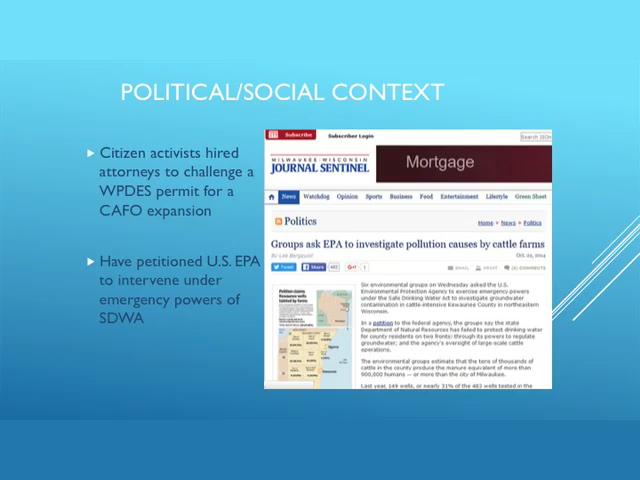 POLITICAL/SOCIAL CONTEXT
Citizen activists hired
attorneys to challenge a
WPDES permit for a
CAFO expansion
Have petitioned U.S. EPA
to intervene under
emergency powers of
SDWA
Subscribe
Subscriber Login
Search JSOn
MILWAUKEE·WISCONSIN
JOURNAL SENTINEL
Mortgage
News Watchdog Opinion Sports Business Food Entertainment Lifestyle Green Sheet
Politics
Home » News » Politics
Groups ask EPA to investigate pollution causes by cattle farms
By Lee Bergquist
Oct. 22, 2014
Tweet Share 1 EMAIL PRINT COMMENTS
Six environmental groups on Wednesday asked the U.S.
Environmental Protection Agency to exercise emergency powers
under the Safe Drinking Water Act to investigate groundwater
contamination in cattle-intensive Kewaunee County in northeastern
Wisconsin.
In a petition to the federal agency, the groups say the state
Department of Natural Resources has failed to protect drinking water
for county residents on two fronts: through its powers to regulate
groundwater; and the agency's oversight of large-scale cattle
operations.
The environmental groups estimate that the tens of thousands of
cattle in the county produce the manure equivalent of more than
900,000 humans — or more than the city of Milwaukee.
Last year, 149 wells, or nearly 31% of the 483 wells tested in the